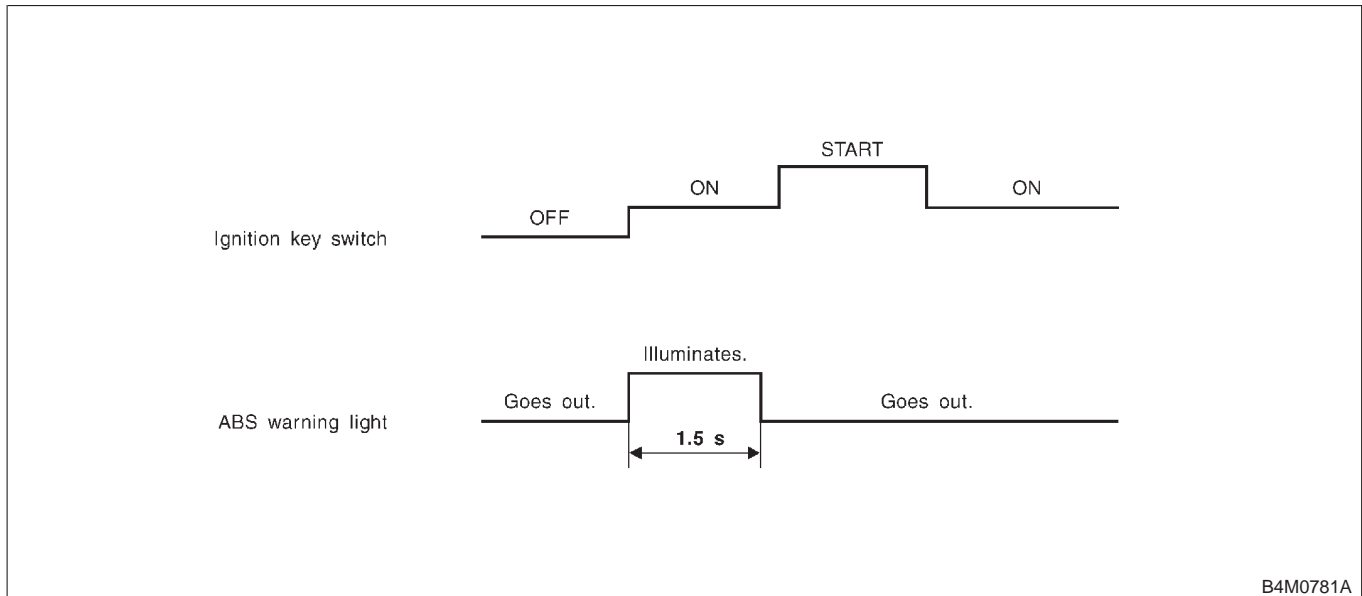 START
ON
ON
OFF
Ignition key switch
Illuminates.
Goes out.
Goes out.
ABS warning light
1.5 s
B4M0781A